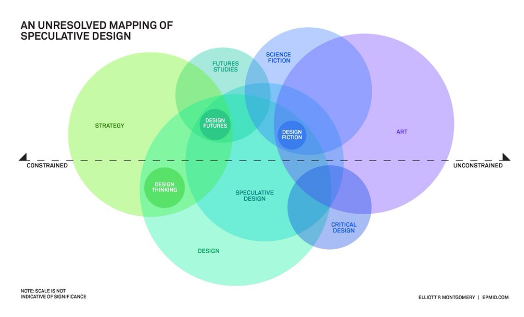 AN UNRESOLVED MAPPING OF
SPECULATIVE DESIGN
SCIENCE
FICTION
FUTURES
STUDIES
STRATEGY
DESIGN
FUTURES
DESIGN
FICTION
ART
CONSTRAINED
UNCONSTRAINED
DESIGN
THINKING
SPECULATIVE
DESIGN
CRITICAL
DESIGN
DESIGN
NOTE: SCALE IS NOT
INDICATIVE OF SIGNIFICANCE
ELLIOTT P. MONTGOMERY | EPMID.COM